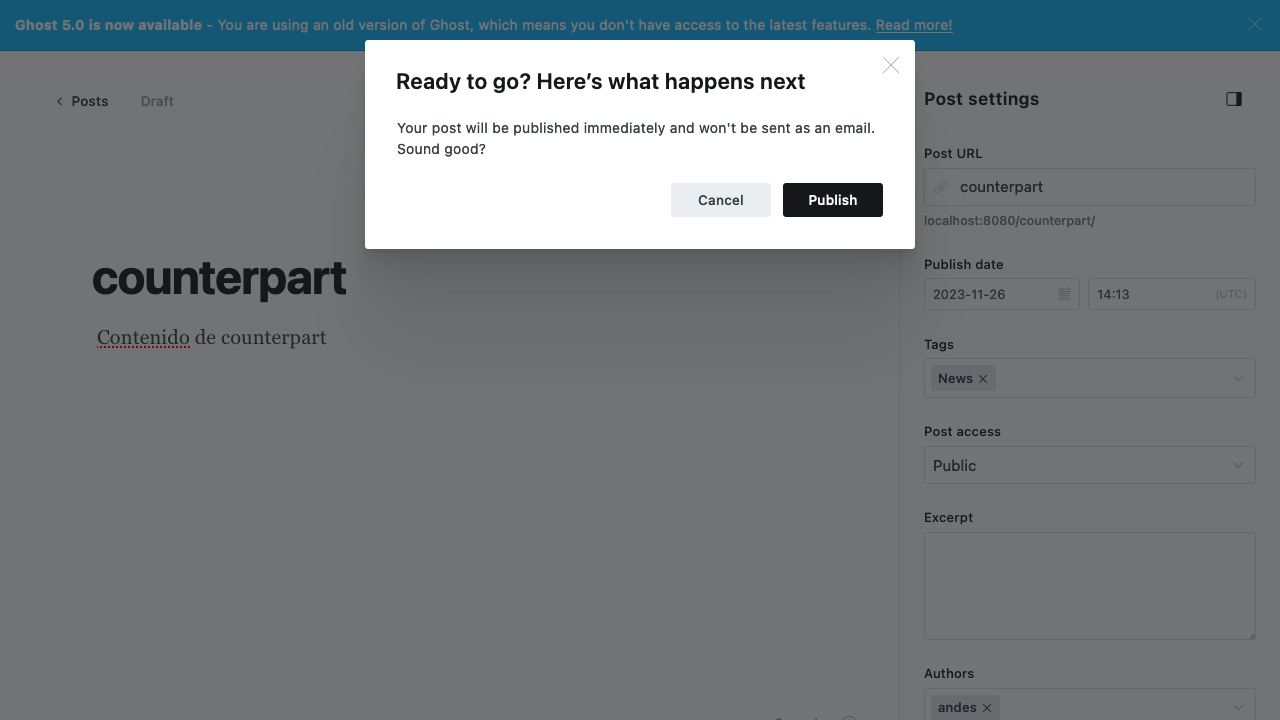 Ghost 5.0 is now available - You are using an old version of Ghost, which means you don't have access to the latest features. Read more!
Ready to go? Here’s what happens next
Your post will be published immediately and won't be sent as an email.
Sound good?
Cancel
Publish
Posts
Draft
counterpart
Contenido de counterpart
Post settings
Post URL
counterpart
localhost:8080/counterpart/
Publish date
2023-11-26
14:13
(UTC)
Tags
News
Post access
Public
Excerpt
Authors
andes